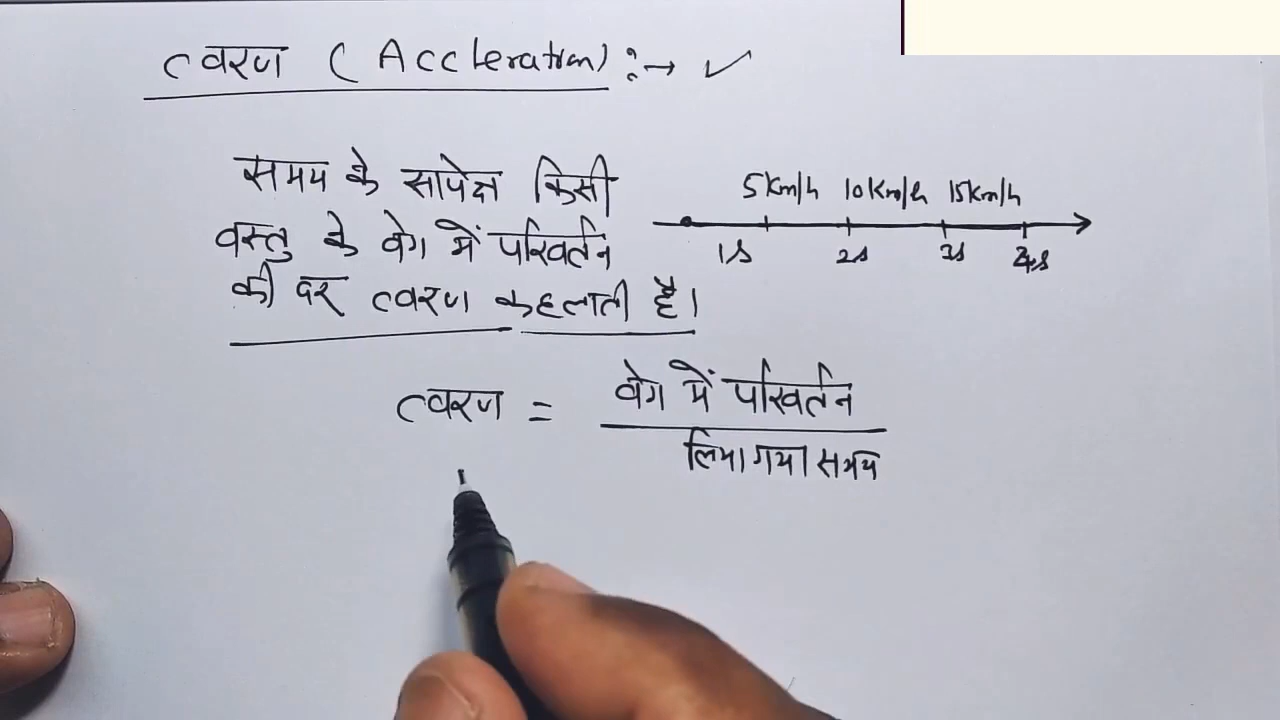 त्वरण (Accleration) :→ ✓
समय के सापेक्ष किसी
वस्तु के वेग में परिवर्तन
की दर त्वरण कहलाती है।
5Km/h 10Km/h 15Km/h
1s 2s 3s 4s
त्वरण = वेग में परिवर्तन
लिया गया समय